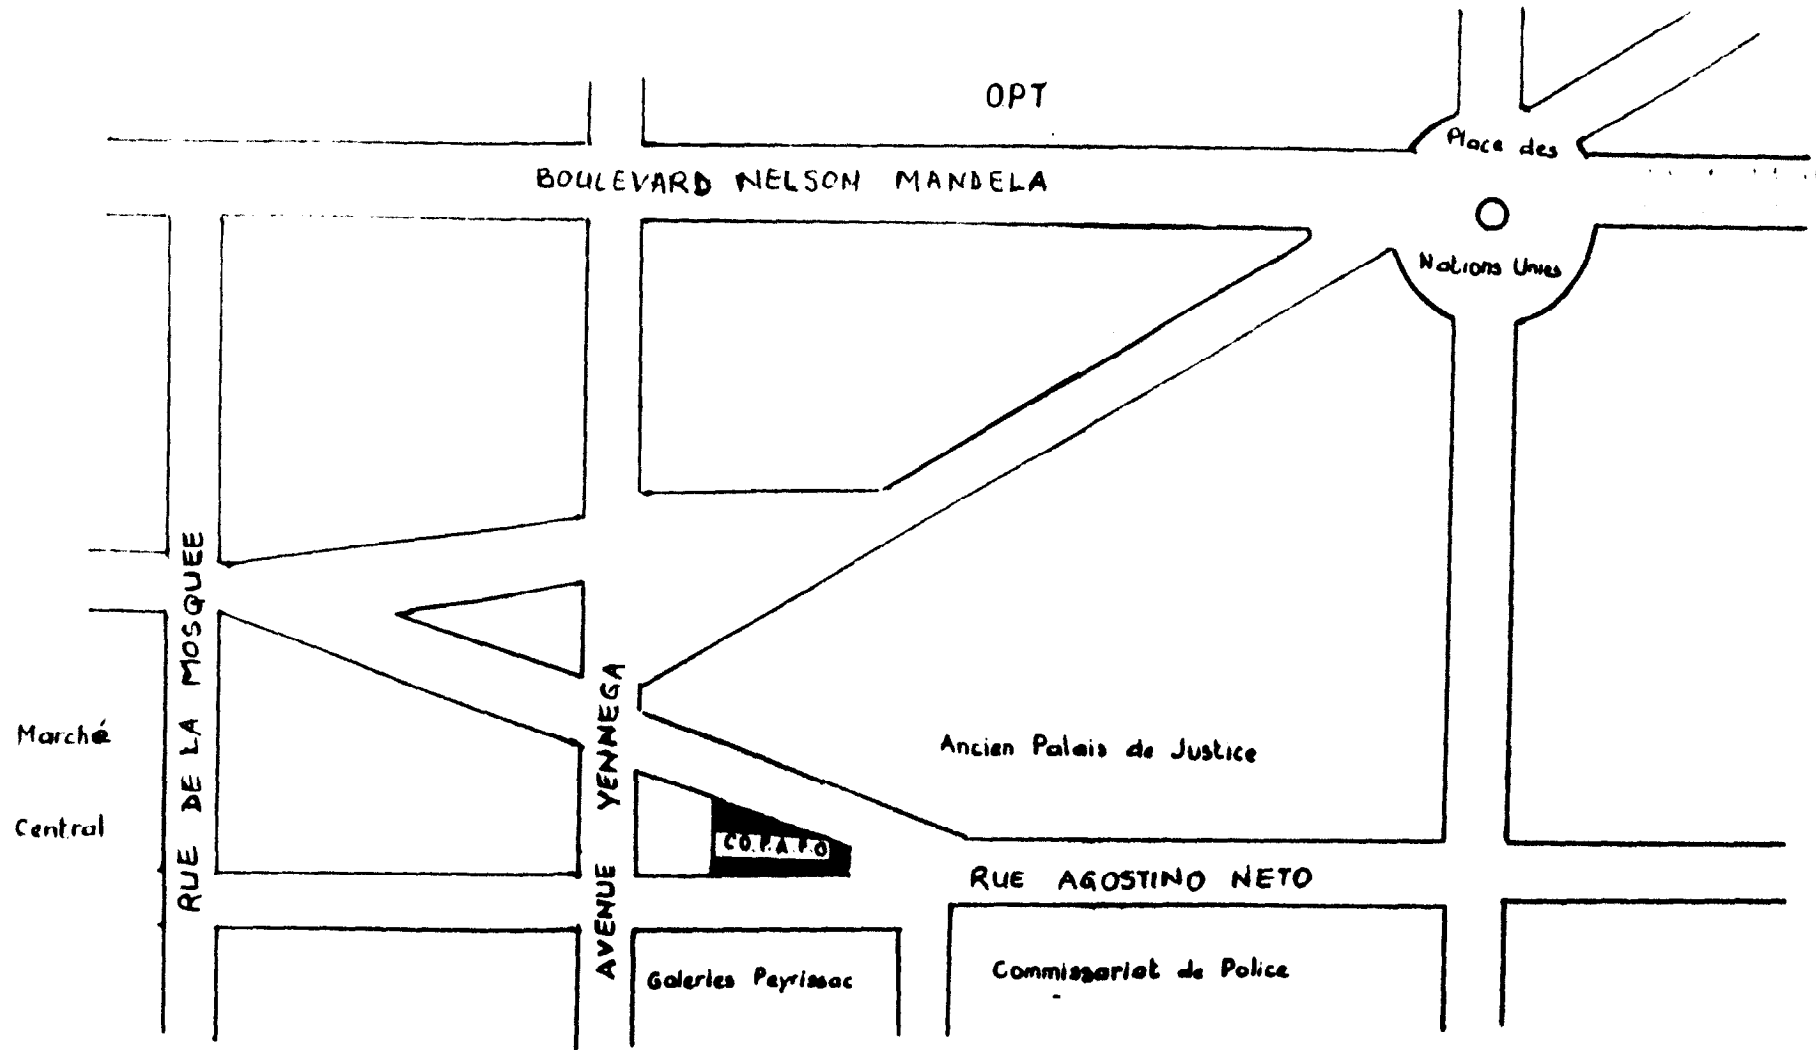 OPT
Place des
BOULEVARD NELSON MANDELA
Nations Unies
RUE DE LA MOSQUEE
AVENUE YENNEGA
Marché
Central
Ancien Palais de Justice
RUE AGOSTINO NETO
Galeries Peyrissac
Commissariat de Police